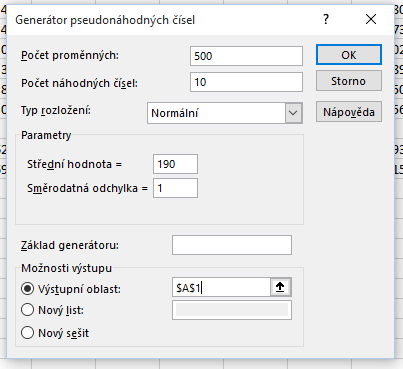 Generátor pseudonáhodných čísel
Počet proměnných: 500 OK
Počet náhodných čísel: 10 Storno
Typ rozložení: Normální Nápověda
Parametry
Střední hodnota = 190
Směrodatná odchylka = 1
Základ generátoru:
Možnosti výstupu
Výstupní oblast: $A$1
Nový list:
Nový sešit